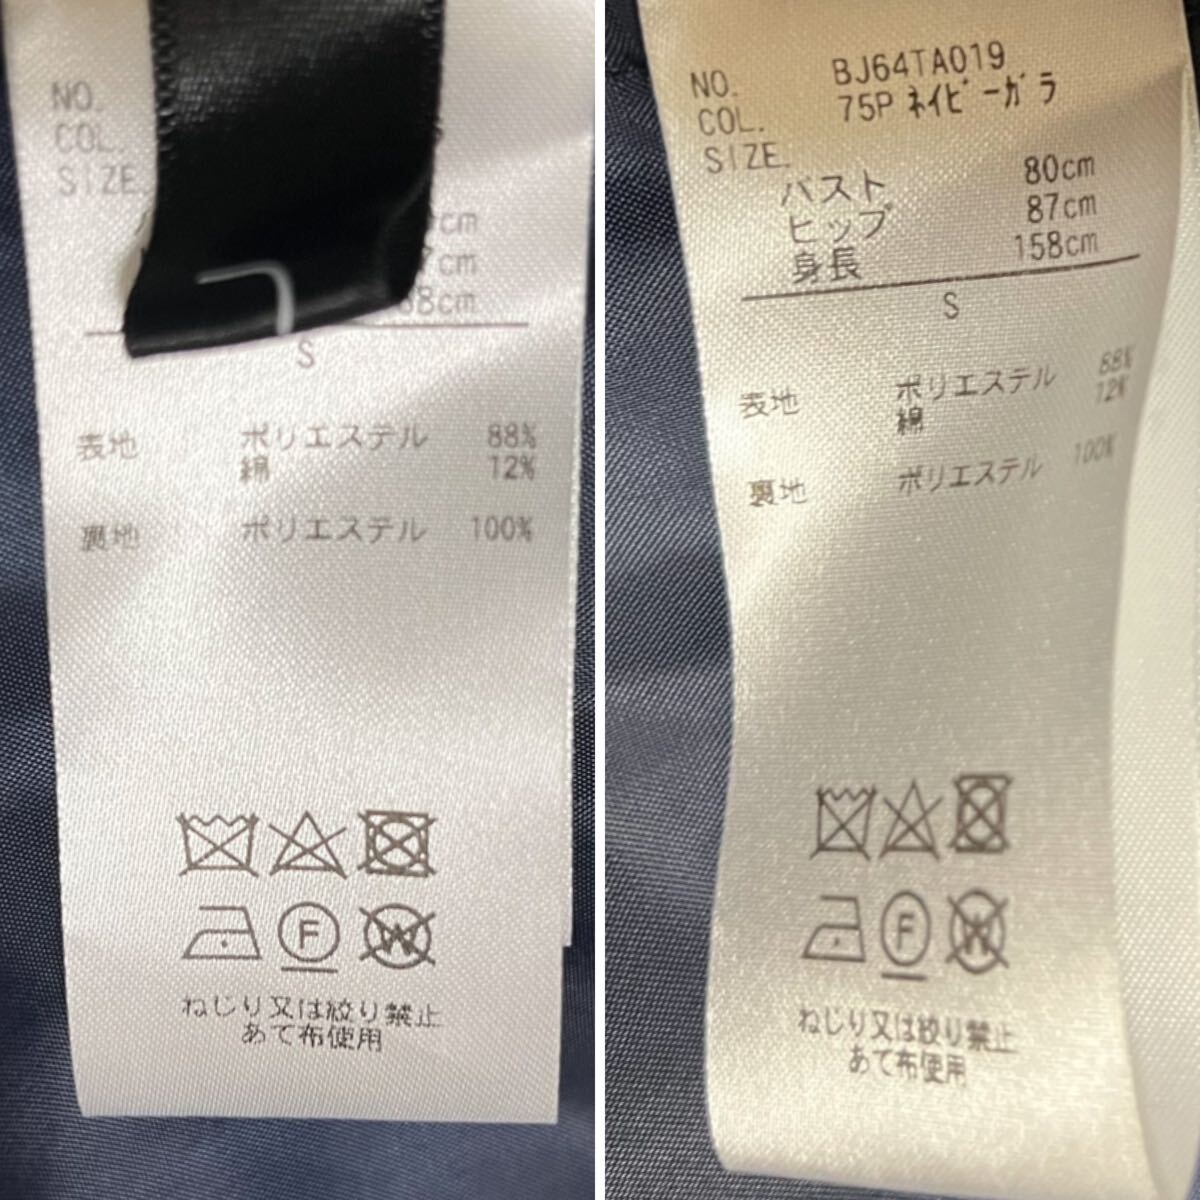 NO.
COL.
SIZE.
cm
7cm
58cm
S
表地 ポリエステル 88%
綿 12%
裏地 ポリエステル 100%
F
W
ねじり又は絞り禁止
あて布使用
NO. BJ64TA019
COL. 75P ネイビーガラ
SIZE.
バスト 80cm
ヒップ 87cm
身長 158cm
S
表地 ポリエステル 88%
綿 12%
裏地 ポリエステル 100%
F
W
ねじり又は絞り禁止
あて布使用